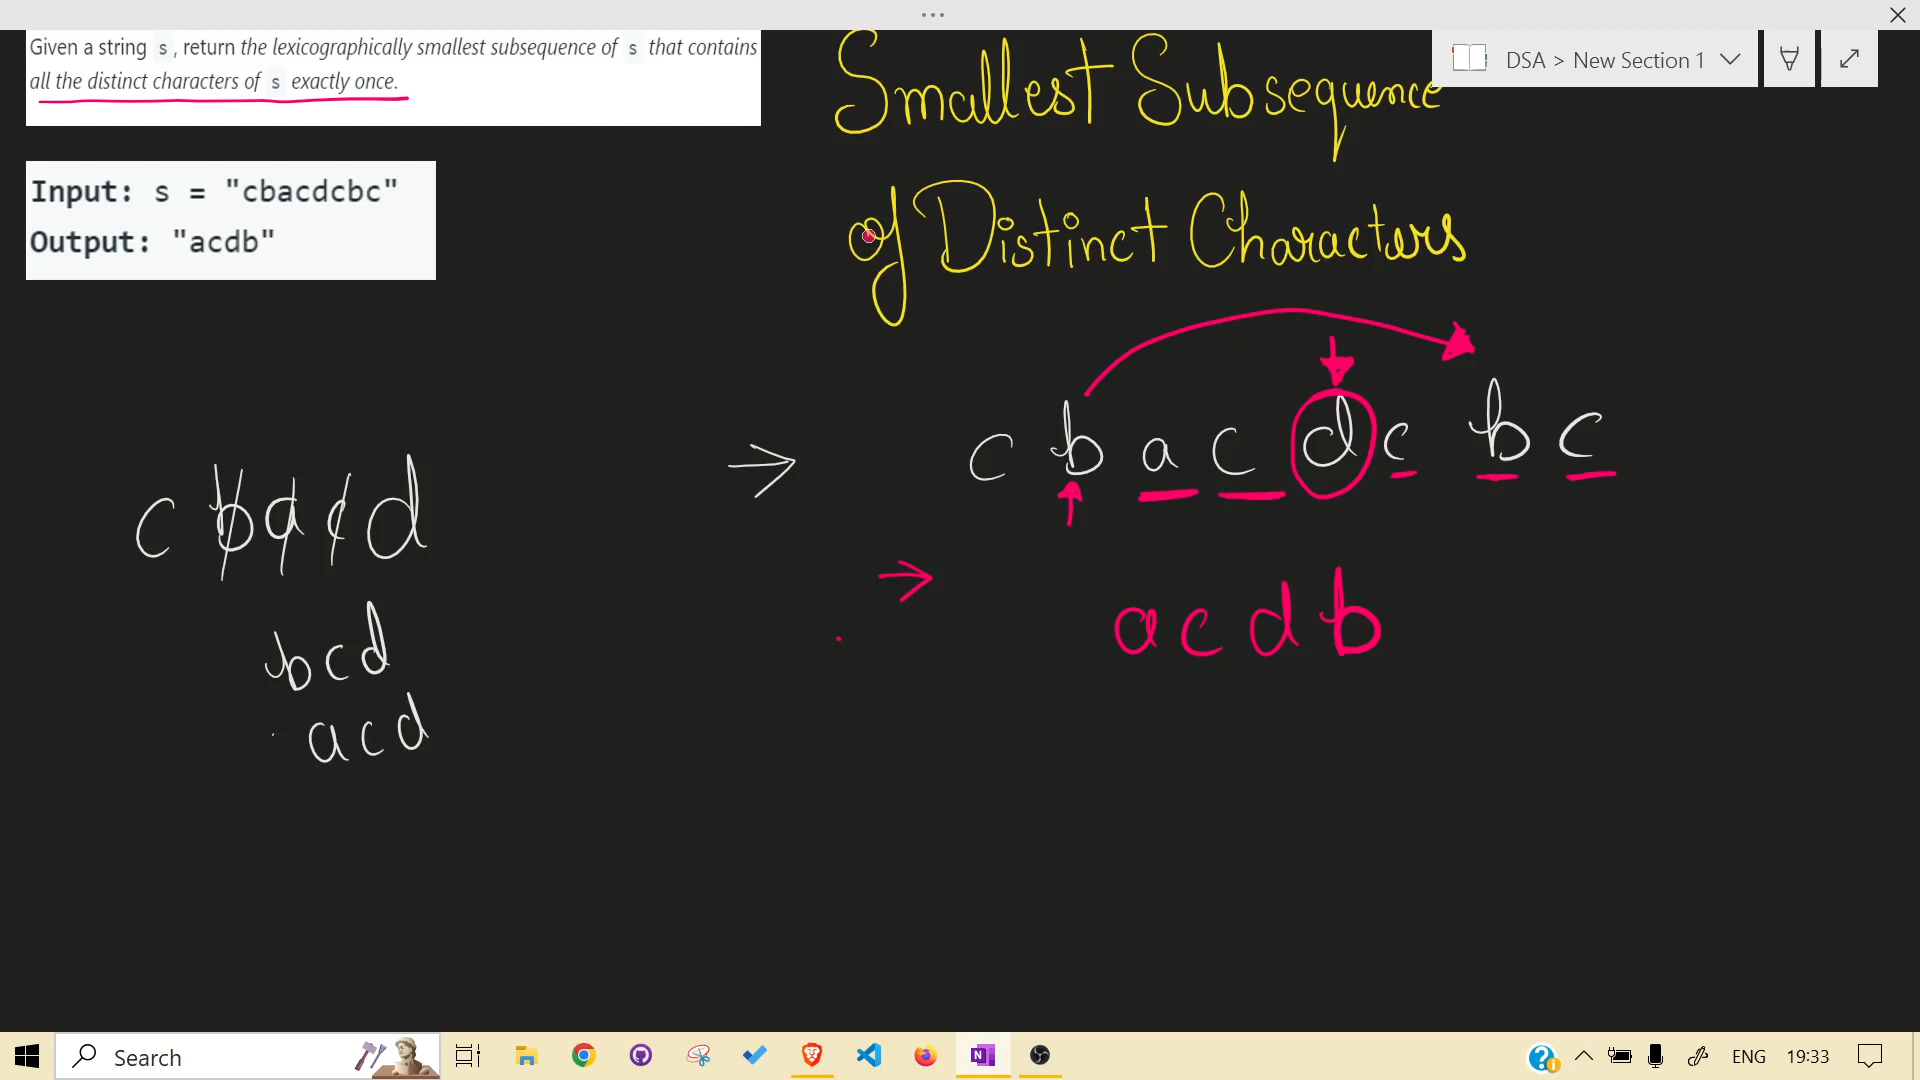 Given a string s, return the lexicographically smallest subsequence of s that contains
all the distinct characters of s exactly once.
Smallest Subsequence
DSA > New Section 1
Input: s = "cbacdcbc"
Output: "acdb"
of Distinct Characters
c b a c d c b c
c b a c d
a c d b
bcd
acd
Search
ENG
19:33